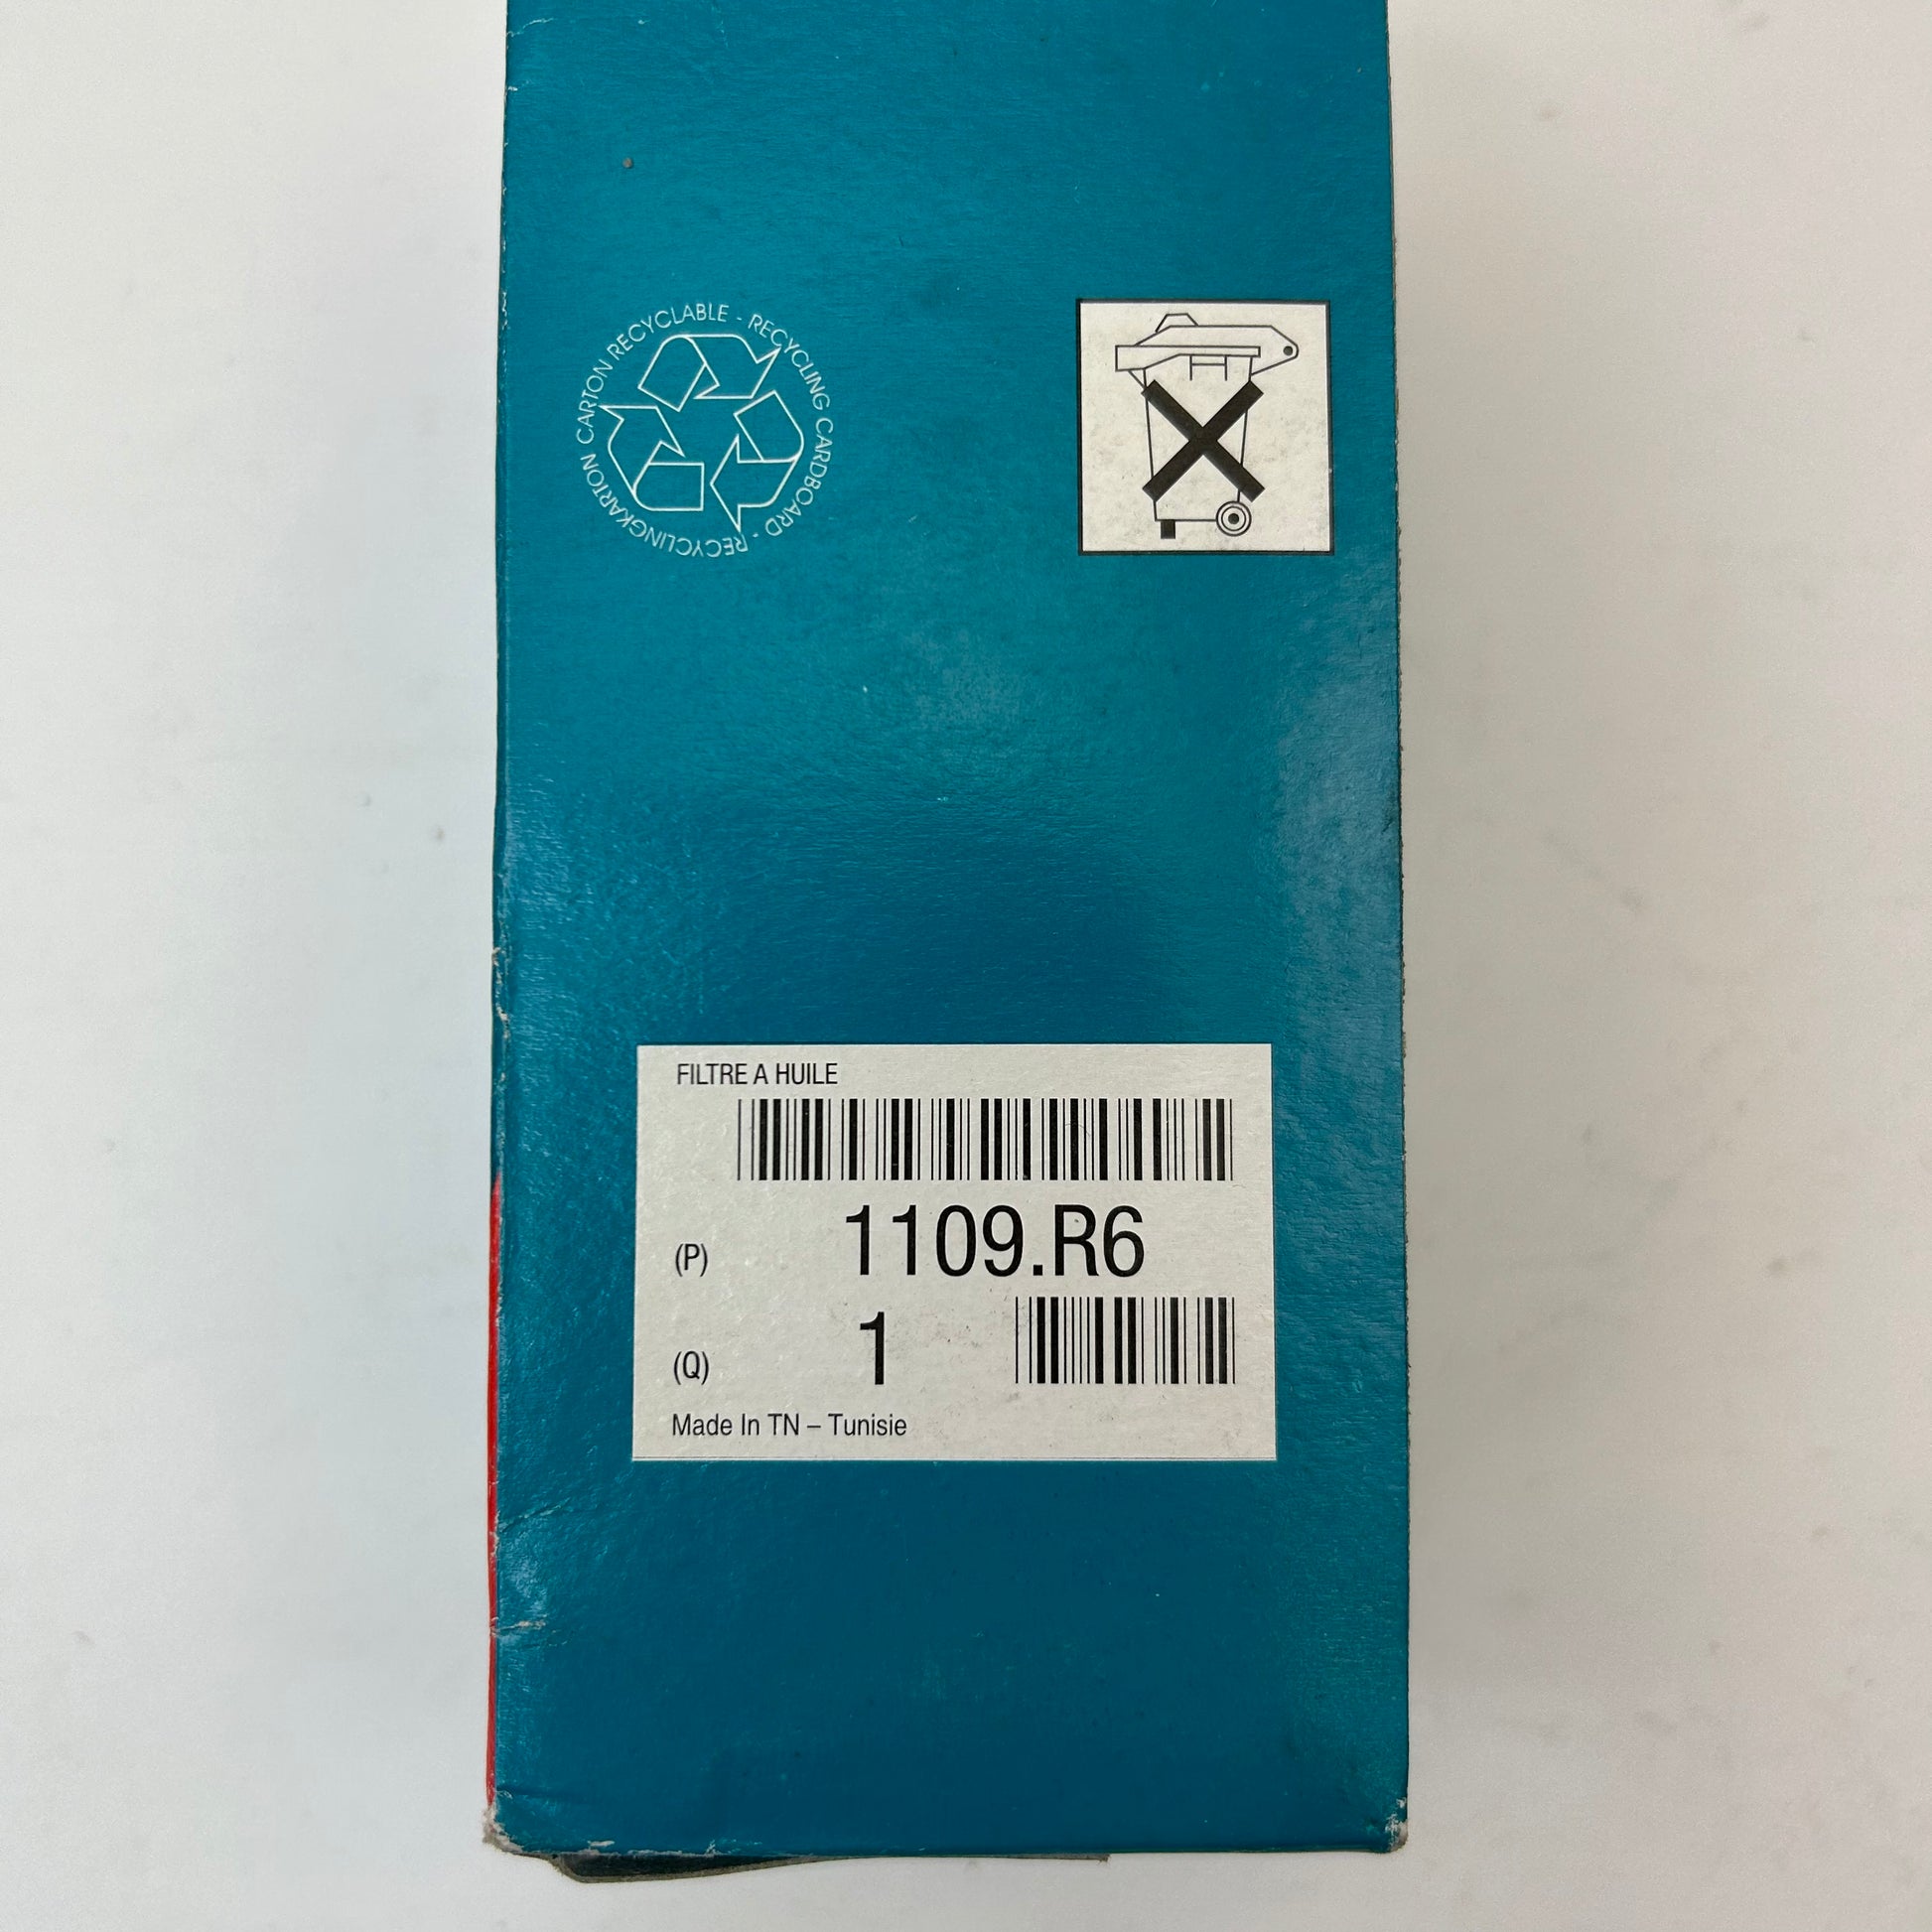 CARTON RECYCLABLE - RECYCLING CARDBOARD - RECYCLINGKARTON
FILTRE A HUILE
(P) 1109.R6
(Q) 1
Made In TN – Tunisie